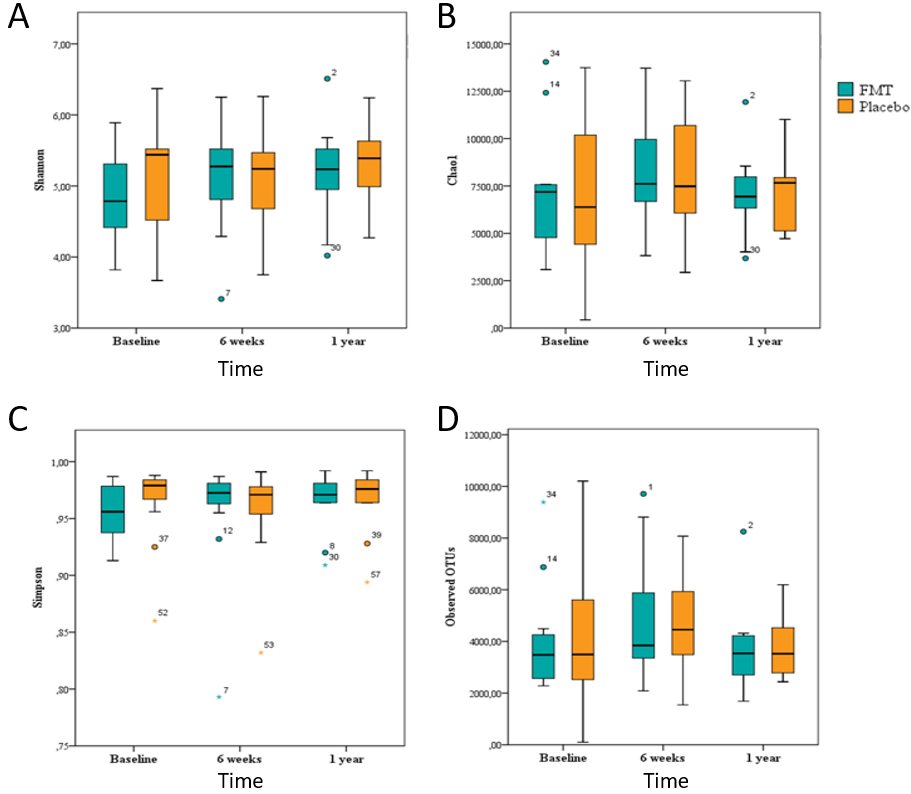 A
Shannon
7,00
6,00
5,00
4,00
3,00
2
30
7
Baseline
6 weeks
1 year
Time
B
Chao1
15000,00
12500,00
10000,00
7500,00
5000,00
2500,00
,00
34
14
2
30
Baseline
6 weeks
1 year
Time
FMT
Placebo
C
Simpson
1,00
,95
,90
,85
,80
,75
37
52
12
7
53
8
30
39
57
Baseline
6 weeks
1 year
Time
D
Observed OTUs
12000,00
10000,00
8000,00
6000,00
4000,00
2000,00
,00
34
14
1
2
Baseline
6 weeks
1 year
Time